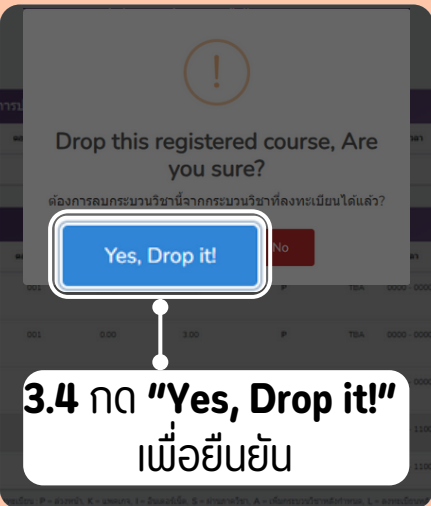 การ
Drop this registered course, Are
you sure?
ต้องการลบกระบวนวิชานี้จากกระบวนวิชาที่ลงทะเบียนได้แล้ว?
Yes, Drop it!
No
001 P TBA 0000 - 000
001 0.00 3.00 P TBA 0000 - 000
3.4 กด "Yes, Drop it!"
เพื่อยืนยัน